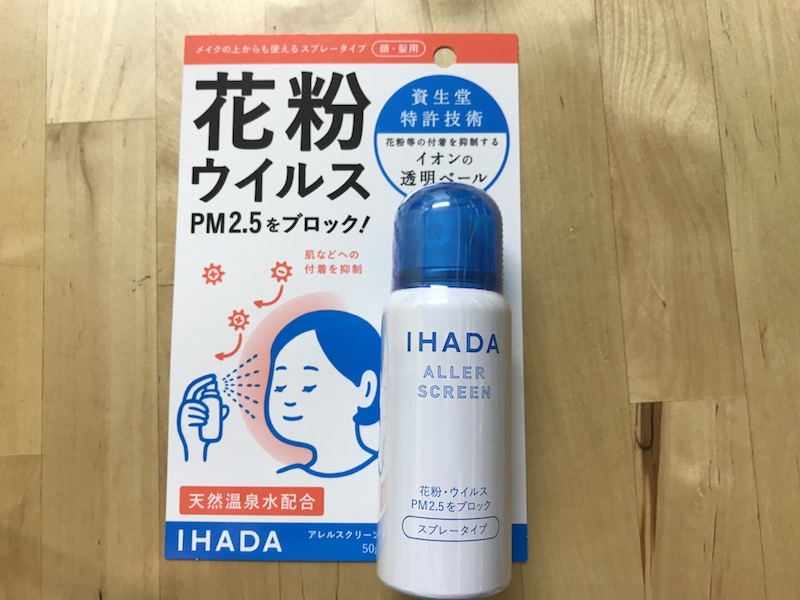 メイクの上からも使えるスプレータイプ 顔・髪用
花粉
ウイルス
PM2.5をブロック!
資生堂
特許技術
花粉等の付着を抑制する
イオンの
透明ベール
肌などへの
付着を抑制
天然温泉水配合
IHADA
アレルスクリーン
50g
IHADA
ALLER
SCREEN
花粉・ウイルス
PM2.5をブロック
スプレータイプ